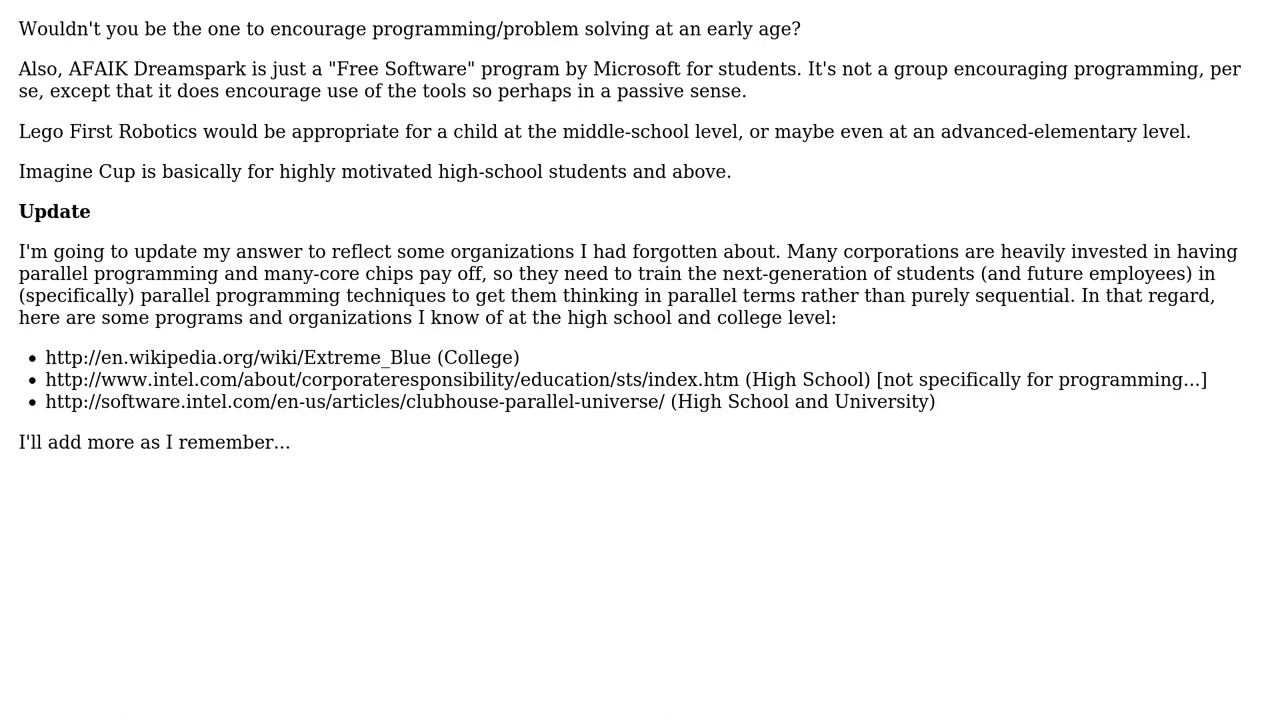 Wouldn't you be the one to encourage programming/problem solving at an early age?
Also, AFAIK Dreamspark is just a "Free Software" program by Microsoft for students. It's not a group encouraging programming, per
se, except that it does encourage use of the tools so perhaps in a passive sense.
Lego First Robotics would be appropriate for a child at the middle-school level, or maybe even at an advanced-elementary level.
Imagine Cup is basically for highly motivated high-school students and above.
Update
I'm going to update my answer to reflect some organizations I had forgotten about. Many corporations are heavily invested in having
parallel programming and many-core chips pay off, so they need to train the next-generation of students (and future employees) in
(specifically) parallel programming techniques to get them thinking in parallel terms rather than purely sequential. In that regard,
here are some programs and organizations I know of at the high school and college level:
• http://en.wikipedia.org/wiki/Extreme_Blue (College)
• http://www.intel.com/about/corporateresponsibility/education/sts/index.htm (High School) [not specifically for programming...]
• http://software.intel.com/en-us/articles/clubhouse-parallel-universe/ (High School and University)
I'll add more as I remember...